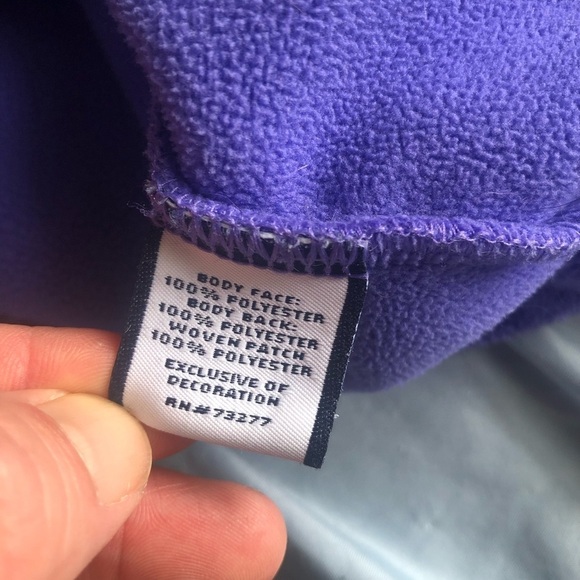 BODY FACE:
100% POLYESTER
BODY BACK:
100% POLYESTER
WOVEN PATCH
100% POLYESTER
EXCLUSIVE OF
DECORATION
RN#73277